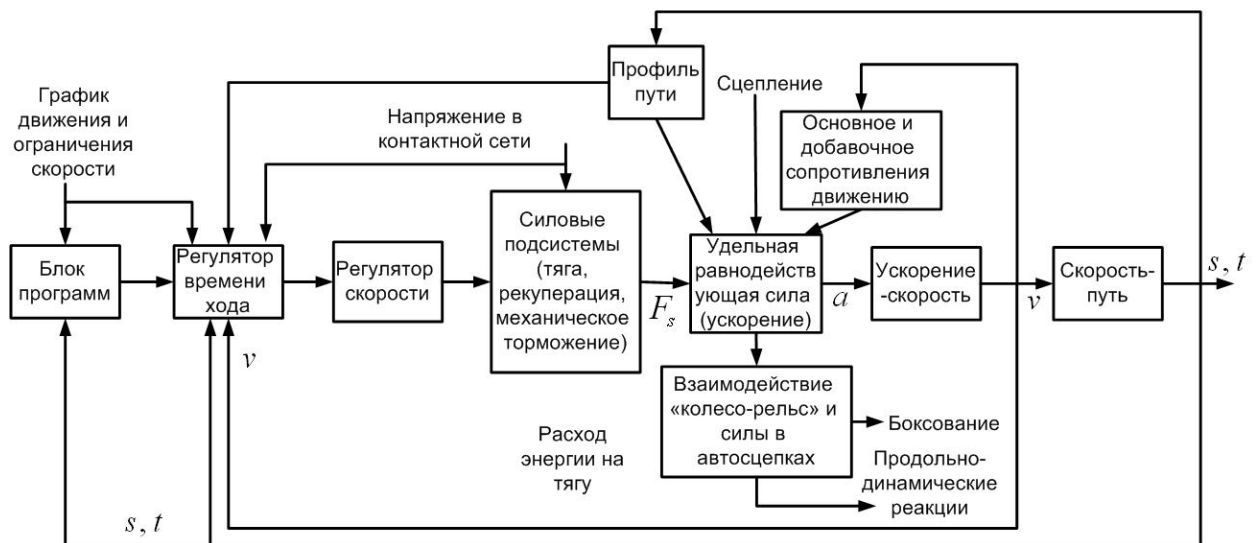 Профиль
пути
Сцепление
График
движения и
ограничения
скорости
Напряжение в
контактной сети
Основное и
добавочное
сопротивления
движению
Блок
программ
Регулятор
времени
хода
Регулятор
скорости
Силовые
подсистемы
(тяга,
рекуперация,
механическое
торможение)
F_s
Удельная
равнодейств
ующая сила
(ускорение)
a
Ускорение
-скорость
v
Скорость-
путь
s, t
v
Взаимодействие
«колесо-рельс» и
силы в
автосцепках
Боксование
Продольно-
динамические
реакции
Расход
энергии на
тягу
s, t